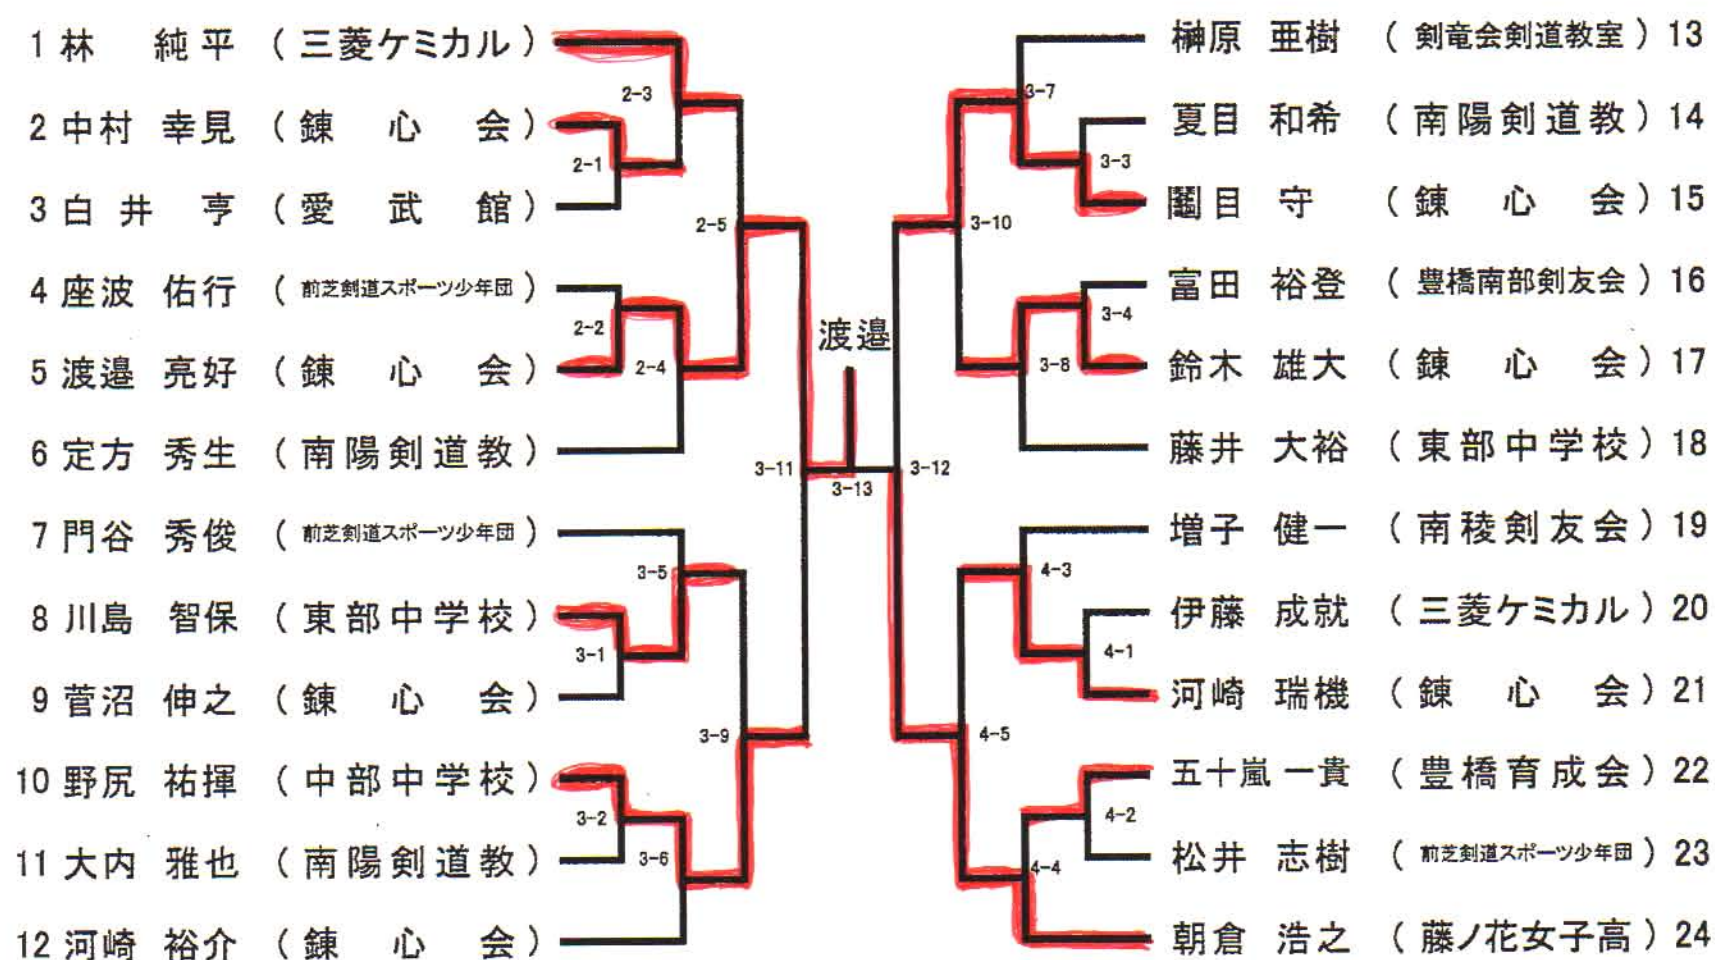 1 林 純平 （ 三菱ケミカル ）
2 中村 幸見 （ 錬 心 会 ）
3 白井 亨 （ 愛 武 館 ）
4 座波 佑行 （ 前芝剣道スポーツ少年団 ）
5 渡邉 亮好 （ 錬 心 会 ）
6 定方 秀生 （ 南陽剣道教 ）
7 門谷 秀俊 （ 前芝剣道スポーツ少年団 ）
8 川島 智保 （ 東部中学校 ）
9 菅沼 伸之 （ 錬 心 会 ）
10 野尻 祐揮 （ 中部中学校 ）
11 大内 雅也 （ 南陽剣道教 ）
12 河崎 裕介 （ 錬 心 会 ）
2-3
2-1
2-5
2-2
2-4
3-11
3-5
3-1
3-9
3-2
3-6
渡邉
3-13
3-7
3-3
3-10
3-4
3-8
3-12
4-3
4-1
4-5
4-2
4-4
榊原 亜樹 （ 剣竜会剣道教室 ） 13
夏目 和希 （ 南陽剣道教 ） 14
目 守 （ 錬 心 会 ） 15
富田 裕登 （ 豊橋南部剣友会 ） 16
鈴木 雄大 （ 錬 心 会 ） 17
藤井 大裕 （ 東部中学校 ） 18
増子 健一 （ 南稜剣友会 ） 19
伊藤 成就 （ 三菱ケミカル ） 20
河崎 瑞機 （ 錬 心 会 ） 21
五十嵐 一貴 （ 豊橋育成会 ） 22
松井 志樹 （ 前芝剣道スポーツ少年団 ） 23
朝倉 浩之 （ 藤ノ花女子高 ） 24